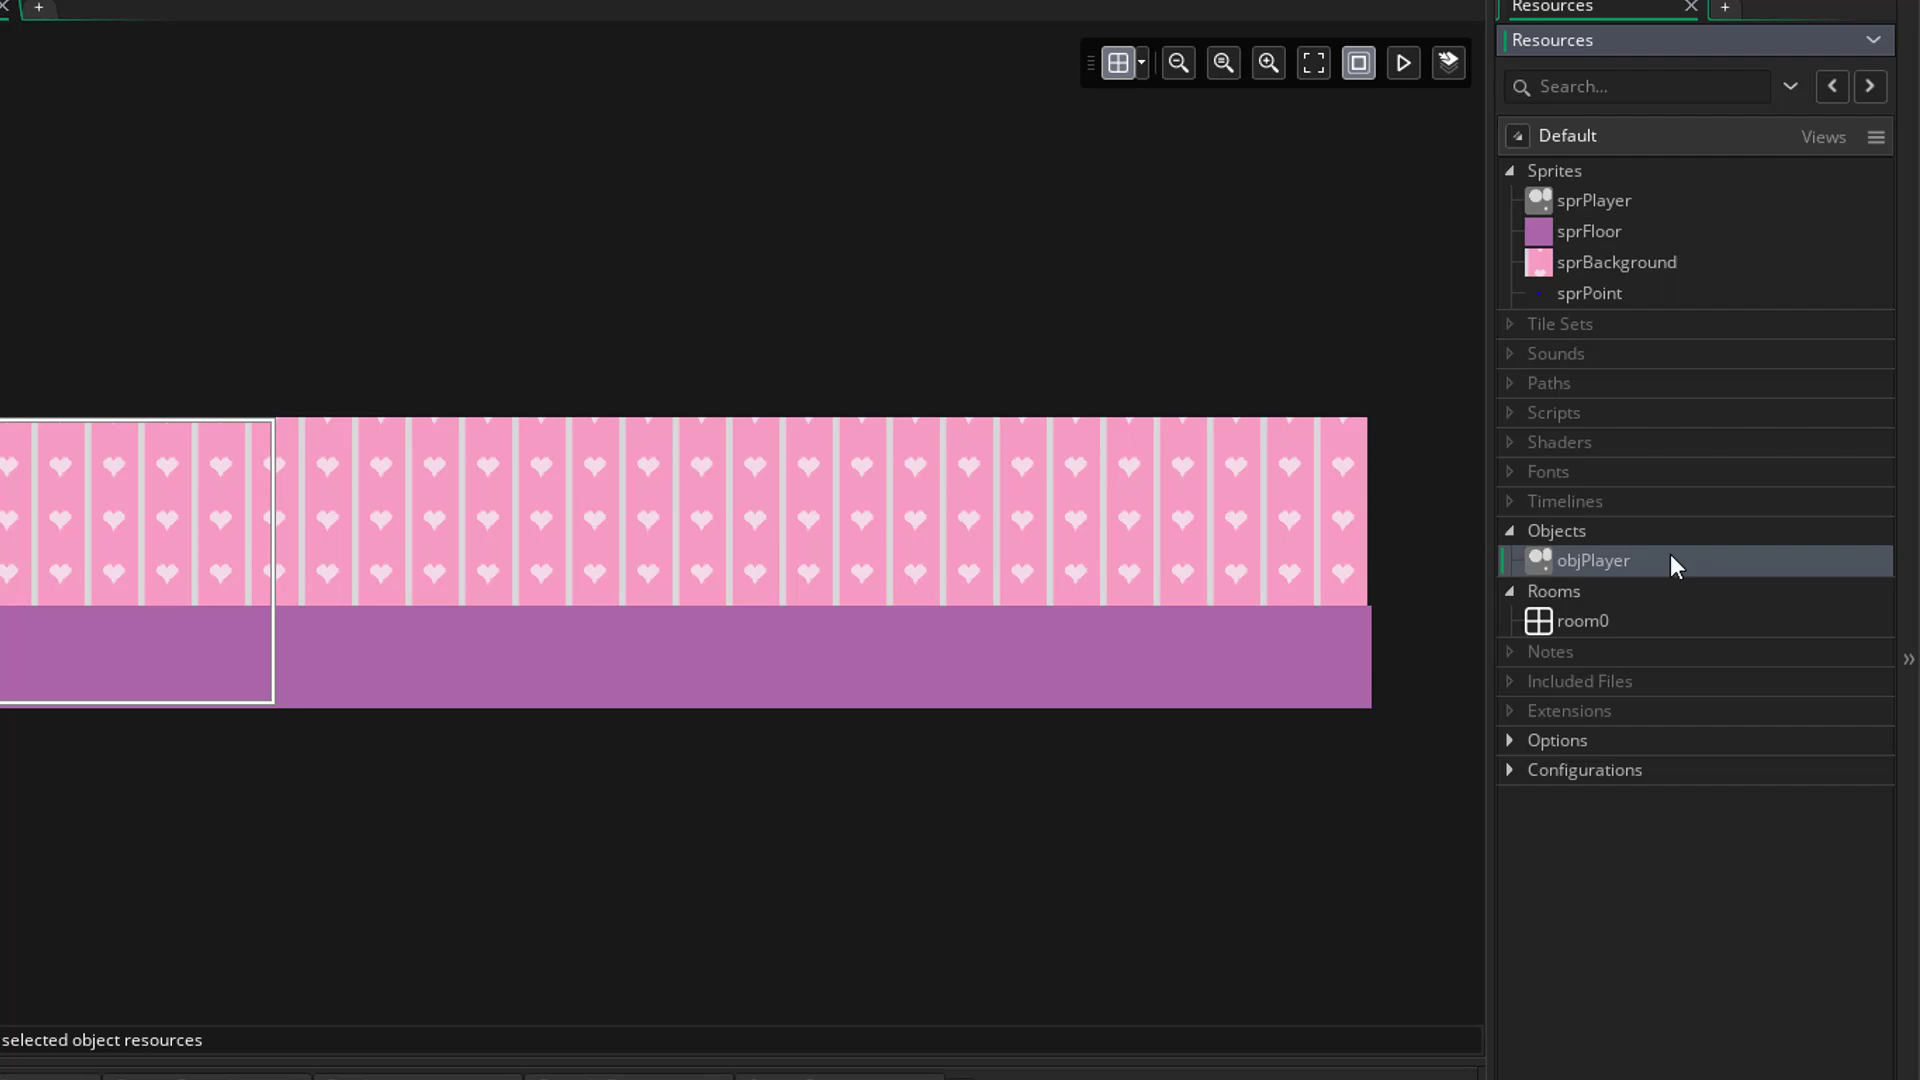 Resources
Resources
Search...
Default Views
Sprites
sprPlayer
sprFloor
sprBackground
sprPoint
Tile Sets
Sounds
Paths
Scripts
Shaders
Fonts
Timelines
Objects
objPlayer
Rooms
room0
Notes
Included Files
Extensions
Options
Configurations
selected object resources